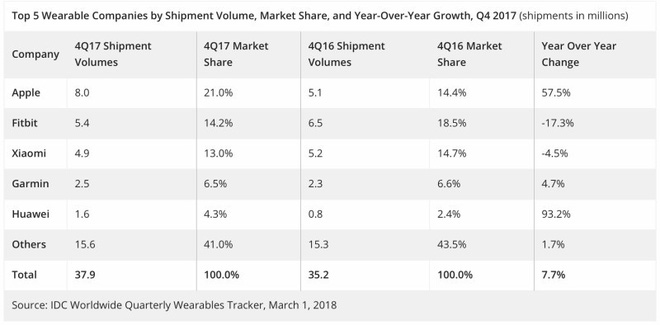 Top 5 Wearable Companies by Shipment Volume, Market Share, and Year-Over-Year Growth, Q4 2017 (shipments in millions)
Company 4Q17 Shipment Volumes 4Q17 Market Share 4Q16 Shipment Volumes 4Q16 Market Share Year Over Year Change
Apple 8.0 21.0% 5.1 14.4% 57.5%
Fitbit 5.4 14.2% 6.5 18.5% -17.3%
Xiaomi 4.9 13.0% 5.2 14.7% -4.5%
Garmin 2.5 6.5% 2.3 6.6% 4.7%
Huawei 1.6 4.3% 0.8 2.4% 93.2%
Others 15.6 41.0% 15.3 43.5% 1.7%
Total 37.9 100.0% 35.2 100.0% 7.7%
Source: IDC Worldwide Quarterly Wearables Tracker, March 1, 2018